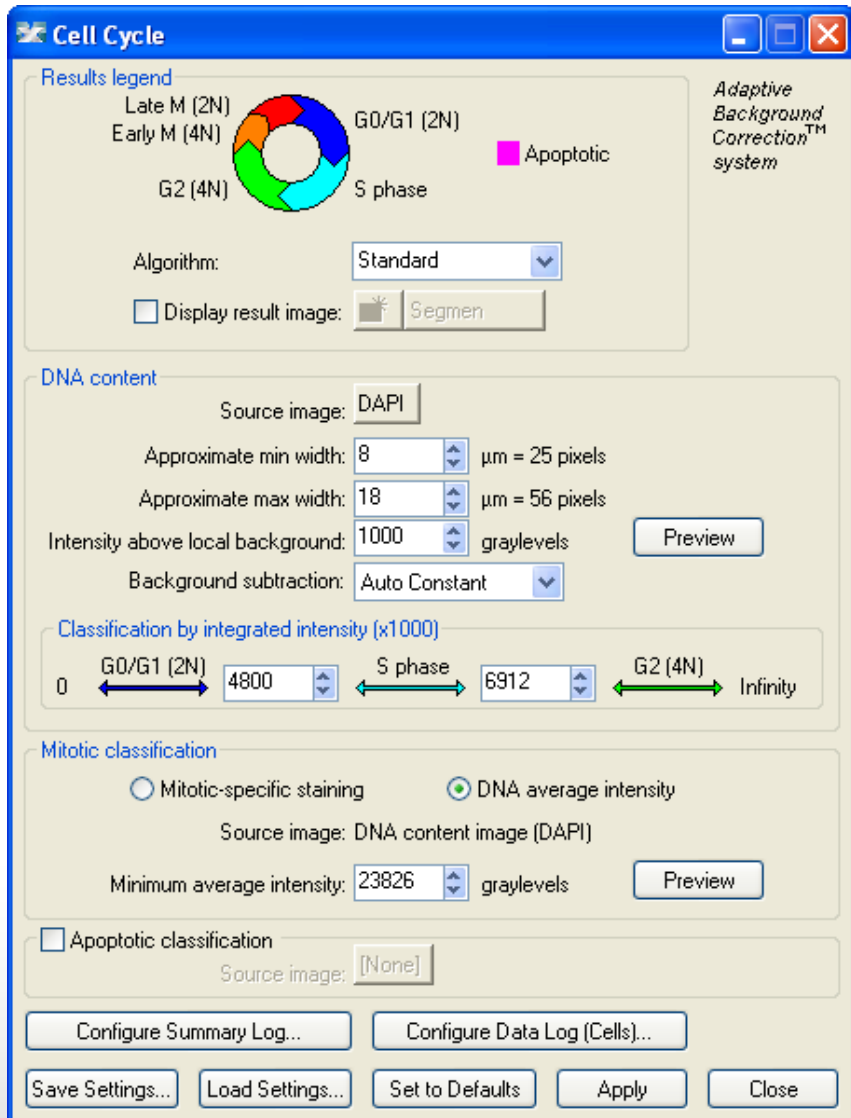 Cell Cycle
Results legend
Late M (2N)
Early M (4N)
G0/G1 (2N)
Apoptotic
G2 (4N)
S phase
Adaptive
Background
Correction™
system
Algorithm: Standard
Display result image: Segmen
DNA content
Source image: DAPI
Approximate min width: 8 µm = 25 pixels
Approximate max width: 18 µm = 56 pixels
Intensity above local background: 1000 graylevels Preview
Background subtraction: Auto Constant
Classification by integrated intensity (x1000)
0 G0/G1 (2N) 4800 S phase 6912 G2 (4N) Infinity
Mitotic classification
Mitotic-specific staining DNA average intensity
Source image: DNA content image (DAPI)
Minimum average intensity: 23826 graylevels Preview
Apoptotic classification
Source image: [None]
Configure Summary Log... Configure Data Log (Cells)...
Save Settings... Load Settings... Set to Defaults Apply Close